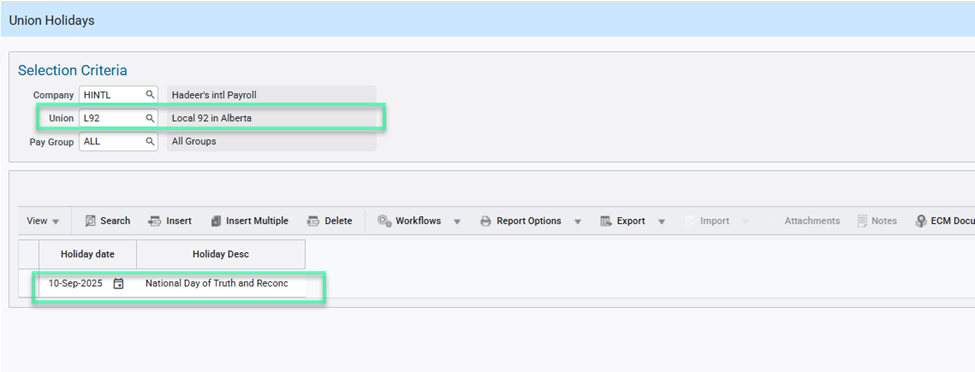 Union Holidays
Selection Criteria
Company HINTL Hadeer's intl Payroll
Union L92 Local 92 in Alberta
Pay Group ALL All Groups
View Search Insert Insert Multiple Delete Workflows Report Options Export Import Attachments Notes ECM Docu
Holiday date Holiday Desc
10-Sep-2025 National Day of Truth and Reconc